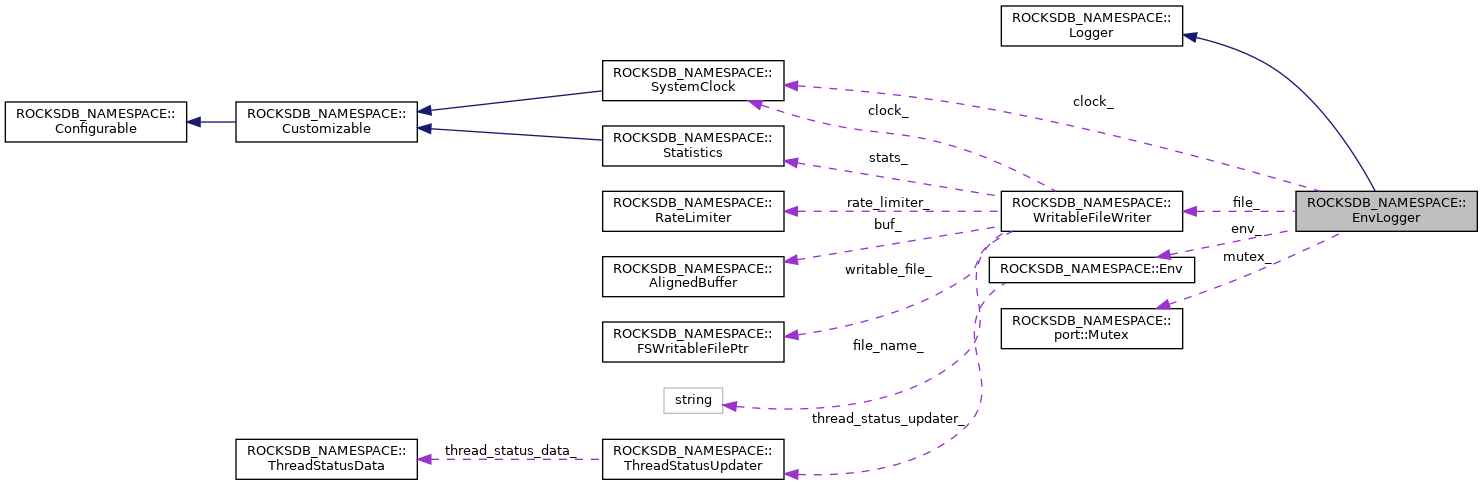 ROCKSDB_NAMESPACE::
Logger
ROCKSDB_NAMESPACE::
SystemClock
clock_
clock_
ROCKSDB_NAMESPACE::
Configurable
ROCKSDB_NAMESPACE::
Customizable
ROCKSDB_NAMESPACE::
Statistics
stats_
ROCKSDB_NAMESPACE::
RateLimiter
rate_limiter_
ROCKSDB_NAMESPACE::
WritableFileWriter
file_
ROCKSDB_NAMESPACE::
EnvLogger
buf_
env_
ROCKSDB_NAMESPACE::
AlignedBuffer
writable_file_
ROCKSDB_NAMESPACE::Env
mutex_
ROCKSDB_NAMESPACE::
FSWritableFilePtr
ROCKSDB_NAMESPACE::
port::Mutex
file_name_
string
thread_status_updater_
ROCKSDB_NAMESPACE::
ThreadStatusData
thread_status_data_
ROCKSDB_NAMESPACE::
ThreadStatusUpdater